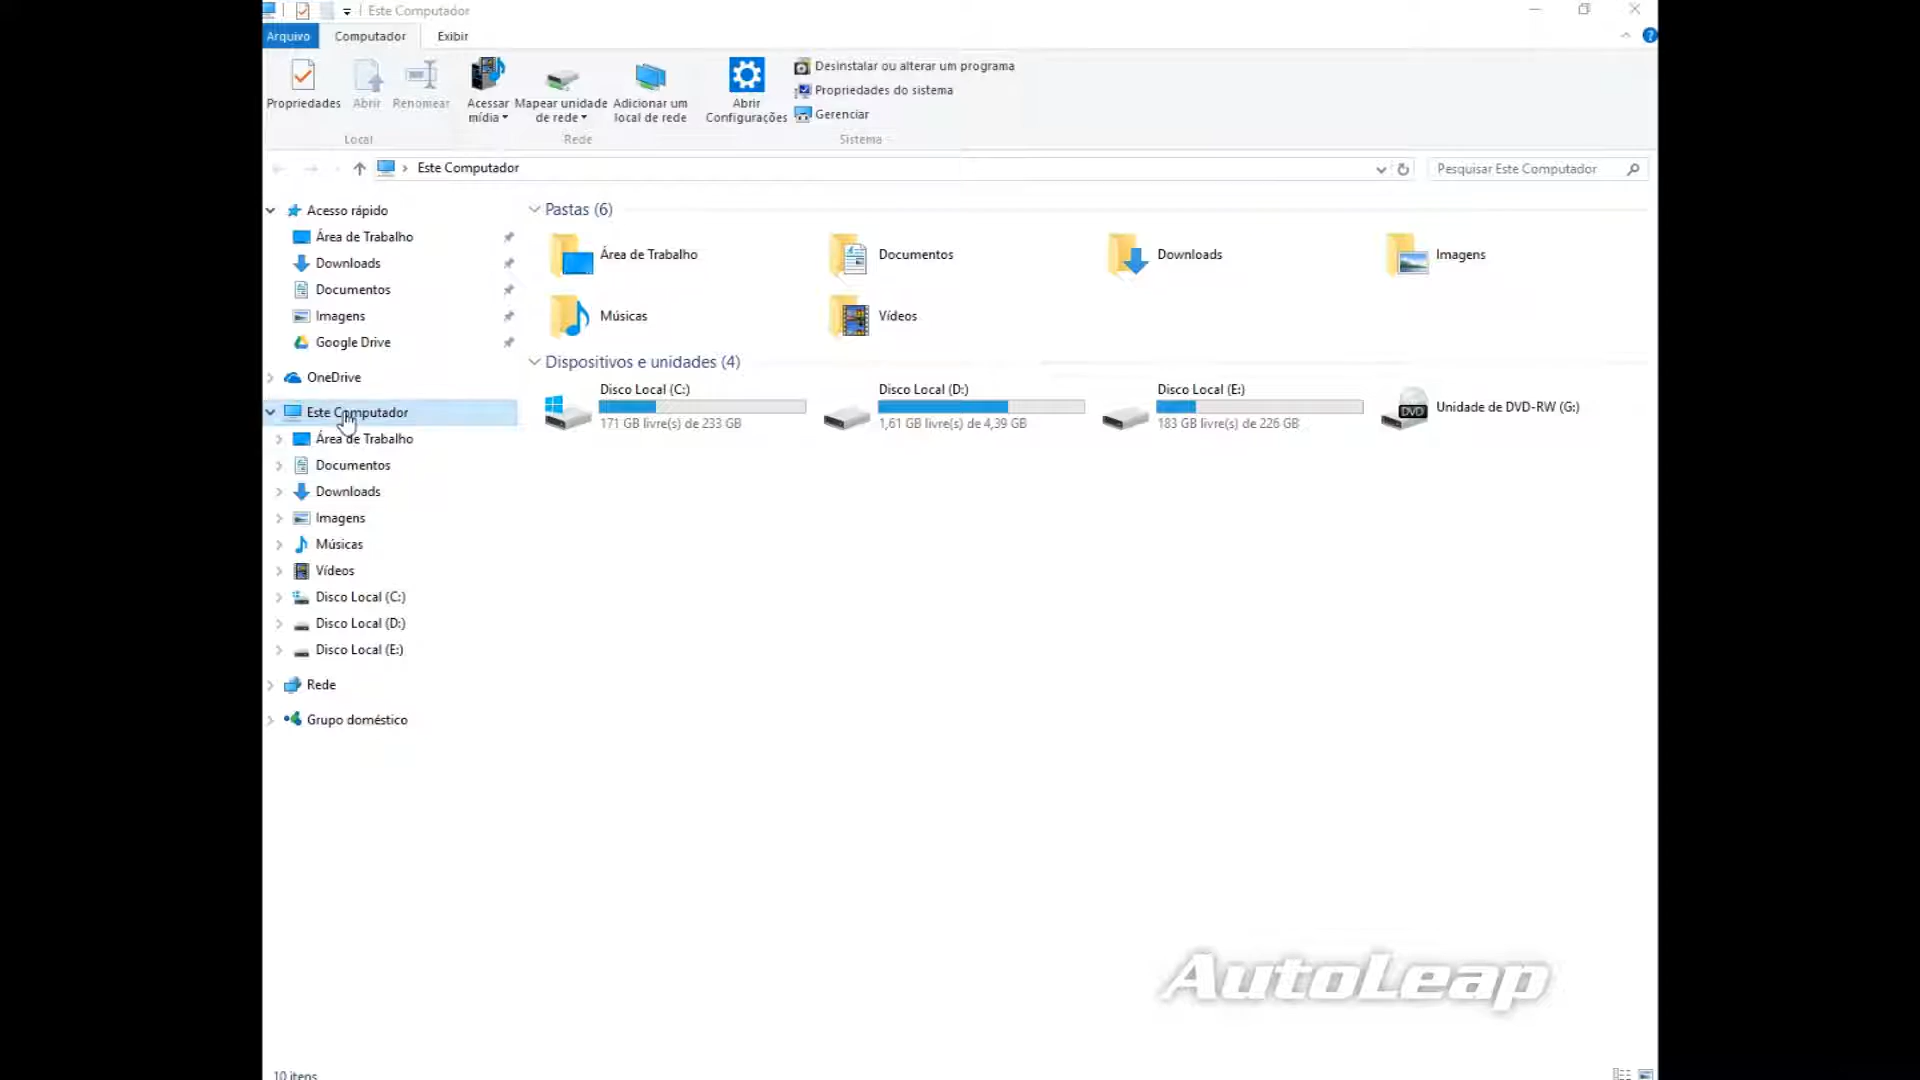 Este Computador
Arquivo Computador Exibir
Propriedades Abrir Renomear Acessar mídia Mapear unidade de rede Adicionar um local de rede Abrir Configurações
Desinstalar ou alterar um programa
Propriedades do sistema
Gerenciar
Local Rede Sistema
Este Computador Pesquisar Este Computador
Acesso rápido
Área de Trabalho
Downloads
Documentos
Imagens
Google Drive
OneDrive
Este Computador
Área de Trabalho
Documentos
Downloads
Imagens
Músicas
Vídeos
Disco Local (C:)
Disco Local (D:)
Disco Local (E:)
Rede
Grupo doméstico
Pastas (6)
Área de Trabalho Documentos Downloads Imagens
Músicas Vídeos
Dispositivos e unidades (4)
Disco Local (C:)
171 GB livre(s) de 233 GB
Disco Local (D:)
1,61 GB livre(s) de 4,39 GB
Disco Local (E:)
183 GB livre(s) de 226 GB
DVD
Unidade de DVD-RW (G:)
AutoLeap
10 itens